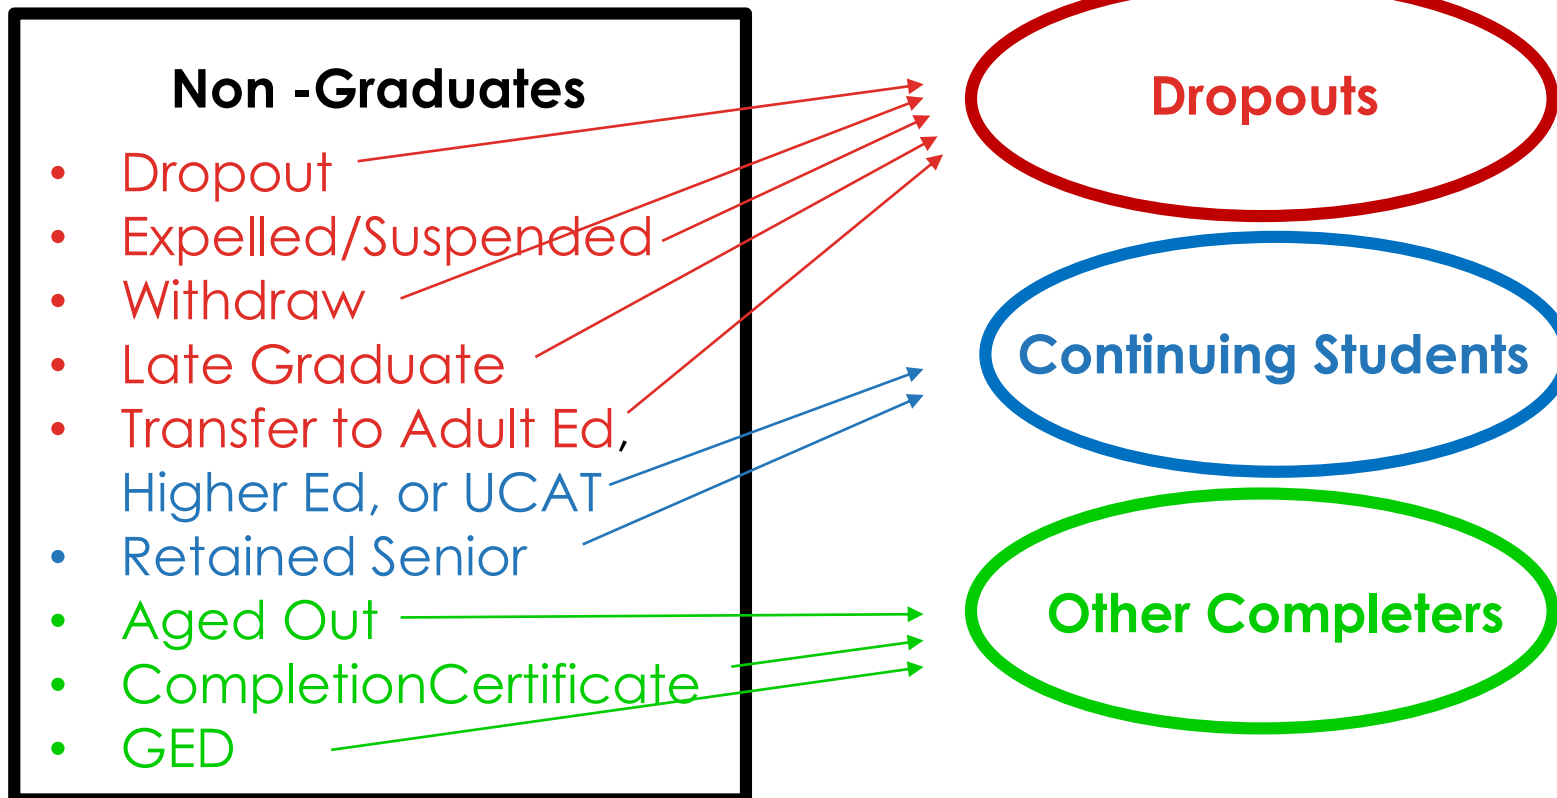 Non -Graduates
• Dropout
• Expelled/Suspended
• Withdraw
• Late Graduate
• Transfer to Adult Ed,
Higher Ed, or UCAT
• Retained Senior
• Aged Out
• CompletionCertificate
• GED
Dropouts
Continuing Students
Other Completers